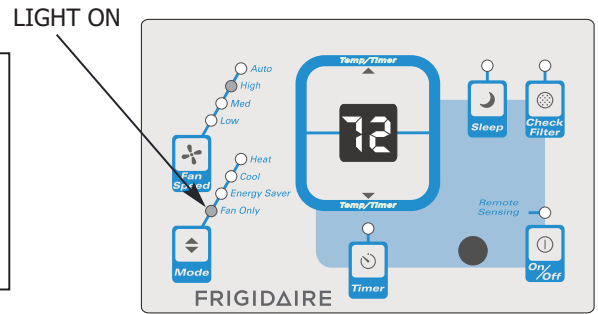 LIGHT ON
Auto
High
Med
Low
Fan
Speed
Heat
Cool
Energy Saver
Fan Only
Mode
Temp/Timer
72
Temp/Timer
Timer
Sleep
Check
Filter
Remote
Sensing
On/Off
FRIGIDAIRE